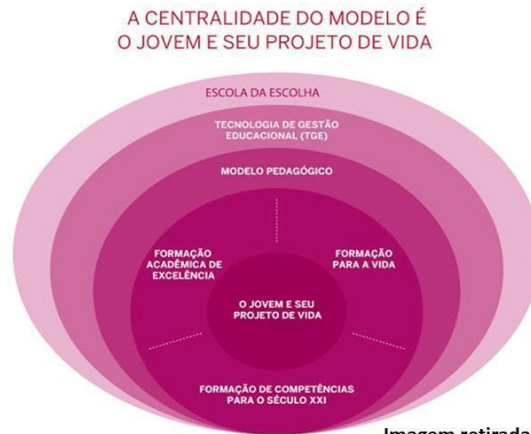 A CENTRALIDADE DO MODELO É
O JOVEM E SEU PROJETO DE VIDA
ESCOLA DA ESCOLHA
TECNOLOGIA DE GESTÃO
EDUCACIONAL (TGE)
MODELO PEDAGÓGICO
FORMAÇÃO
ACADÊMICA DE
EXCELÊNCIA
FORMAÇÃO
PARA A VIDA
O JOVEM E SEU
PROJETO DE VIDA
FORMAÇÃO DE COMPETÊNCIAS
PARA O SÉCULO XXI
Imagem retirada